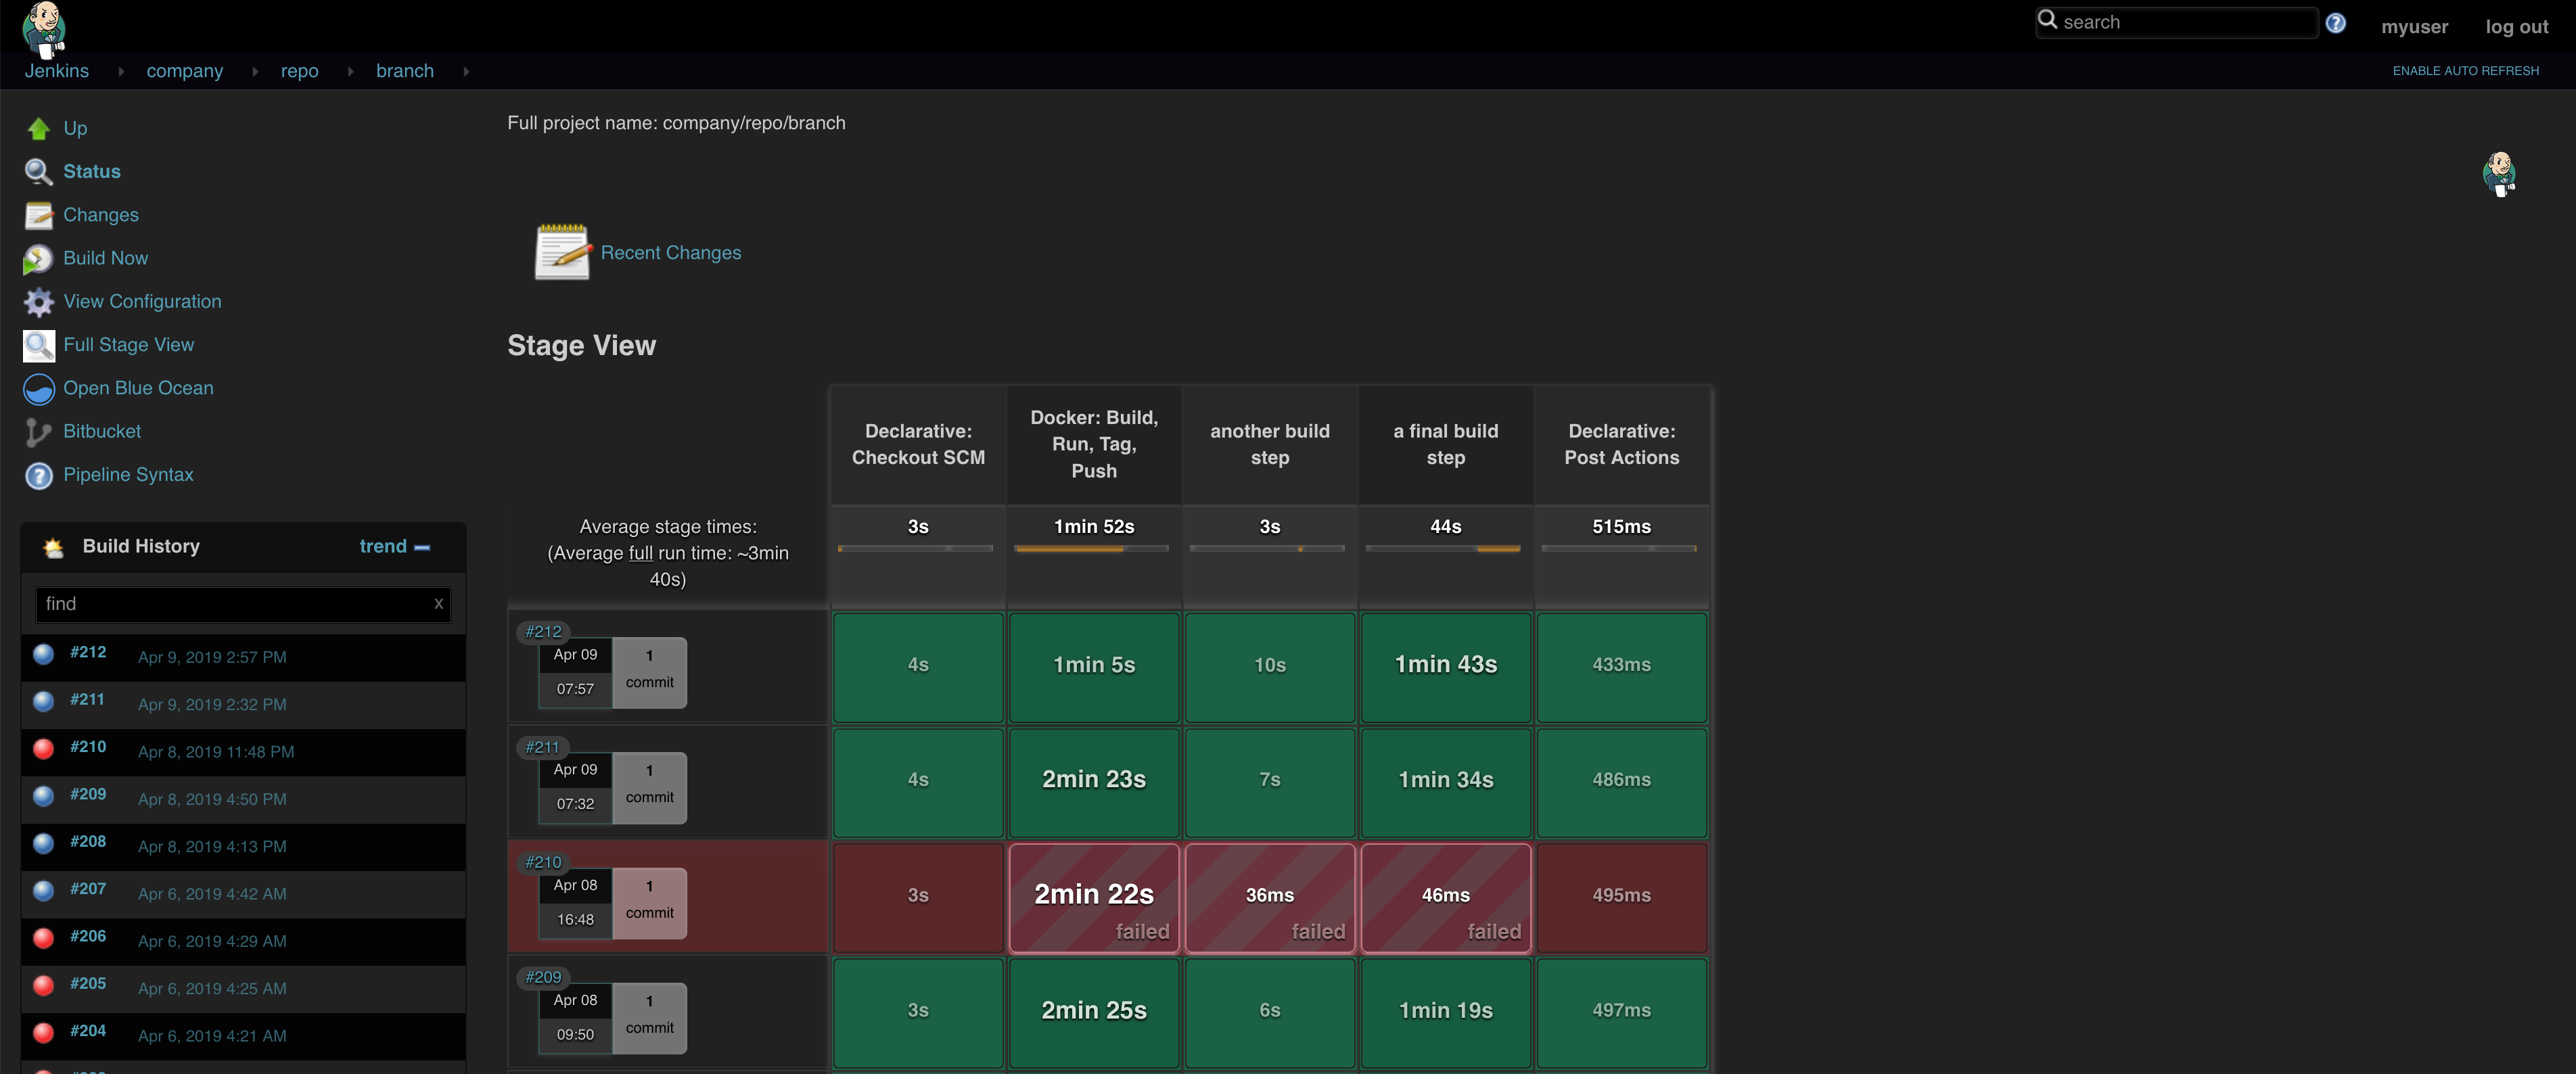 search
myuser
log out
Jenkins
company
repo
branch
ENABLE AUTO REFRESH
Up
Status
Changes
Build Now
View Configuration
Full Stage View
Open Blue Ocean
Bitbucket
Pipeline Syntax
Build History
trend
find
x
#212 Apr 9, 2019 2:57 PM
#211 Apr 9, 2019 2:32 PM
#210 Apr 8, 2019 11:48 PM
#209 Apr 8, 2019 4:50 PM
#208 Apr 8, 2019 4:13 PM
#207 Apr 6, 2019 4:42 AM
#206 Apr 6, 2019 4:29 AM
#205 Apr 6, 2019 4:25 AM
#204 Apr 6, 2019 4:21 AM
Full project name: company/repo/branch
Recent Changes
Stage View
Declarative:
Checkout SCM
Docker: Build,
Run, Tag,
Push
another build
step
a final build
step
Declarative:
Post Actions
Average stage times:
(Average full run time: ~3min
40s)
3s
1min 52s
3s
44s
515ms
#212
Apr 09
07:57
1
commit
4s
1min 5s
10s
1min 43s
433ms
#211
Apr 09
07:32
1
commit
4s
2min 23s
7s
1min 34s
486ms
#210
Apr 08
16:48
1
commit
3s
2min 22s
failed
36ms
failed
46ms
failed
495ms
#209
Apr 08
09:50
1
commit
3s
2min 25s
6s
1min 19s
497ms